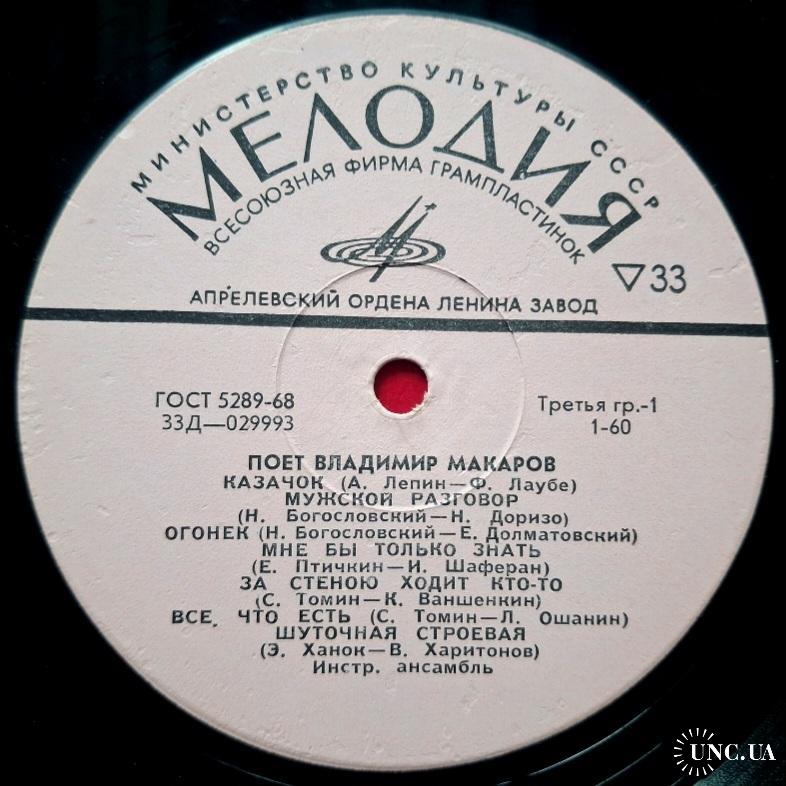 МИНИСТЕРСТВО КУЛЬТУРЫ СССР
МЕЛОДИЯ
ВСЕСОЮЗНАЯ ФИРМА ГРАМПЛАСТИНОК
33
АПРЕЛЕВСКИЙ ОРДЕНА ЛЕНИНА ЗАВОД
ГОСТ 5289-68
33Д—029993
Третья гр.-1
1-60
ПОЕТ ВЛАДИМИР МАКАРОВ
КАЗАЧОК (А. Лепин—Ф. Лаубе)
МУЖСКОЙ РАЗГОВОР
(Н. Богословский—Н. Доризо)
ОГОНЕК (Н. Богословский—Е. Долматовский)
МНЕ БЫ ТОЛЬКО ЗНАТЬ
(Е. Птичкин—И. Шаферан)
ЗА СТЕНОЮ ХОДИТ КТО-ТО
(С. Томин—К. Ваншенкин)
ВСЕ, ЧТО ЕСТЬ (С. Томин—Л. Ошанин)
ШУТОЧНАЯ СТРОЕВАЯ
(Э. Ханок—В. Харитонов)
Инстр. ансамбль
UNC.UA